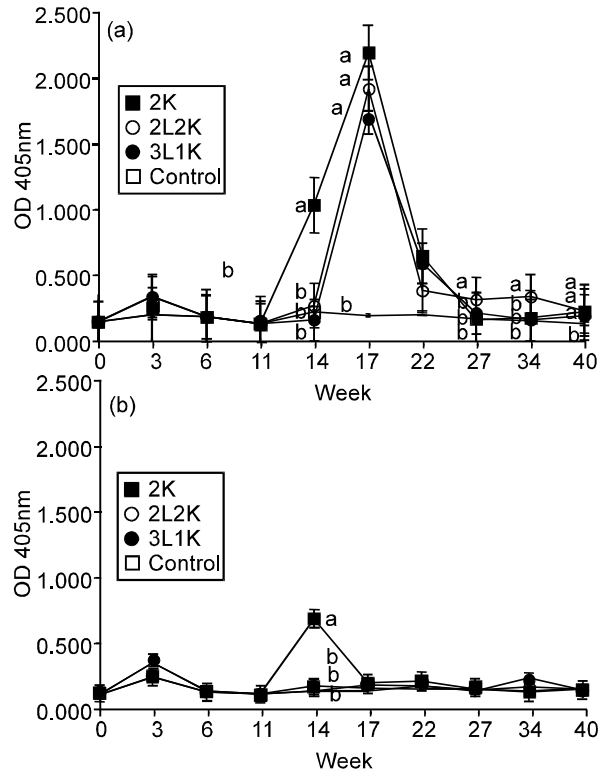 (a)
2.500
2.000
1.500
1.000
0.500
0.000
OD 405nm
2K
2L2K
3L1K
Control
a
a
a
a
b
b
b
b
b
a
b
b
a
b
b
a
a
a
b
0 3 6 11 14 17 22 27 34 40
Week
(b)
2.500
2.000
1.500
1.000
0.500
0.000
OD 405nm
2K
2L2K
3L1K
Control
a
b
b
b
0 3 6 11 14 17 22 27 34 40
Week